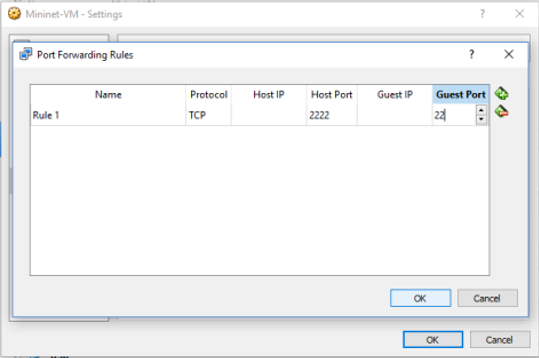 Mininet-VM - Settings
Port Forwarding Rules
Name Protocol Host IP Host Port Guest IP Guest Port
Rule 1 TCP 2222 22
OK Cancel
OK Cancel